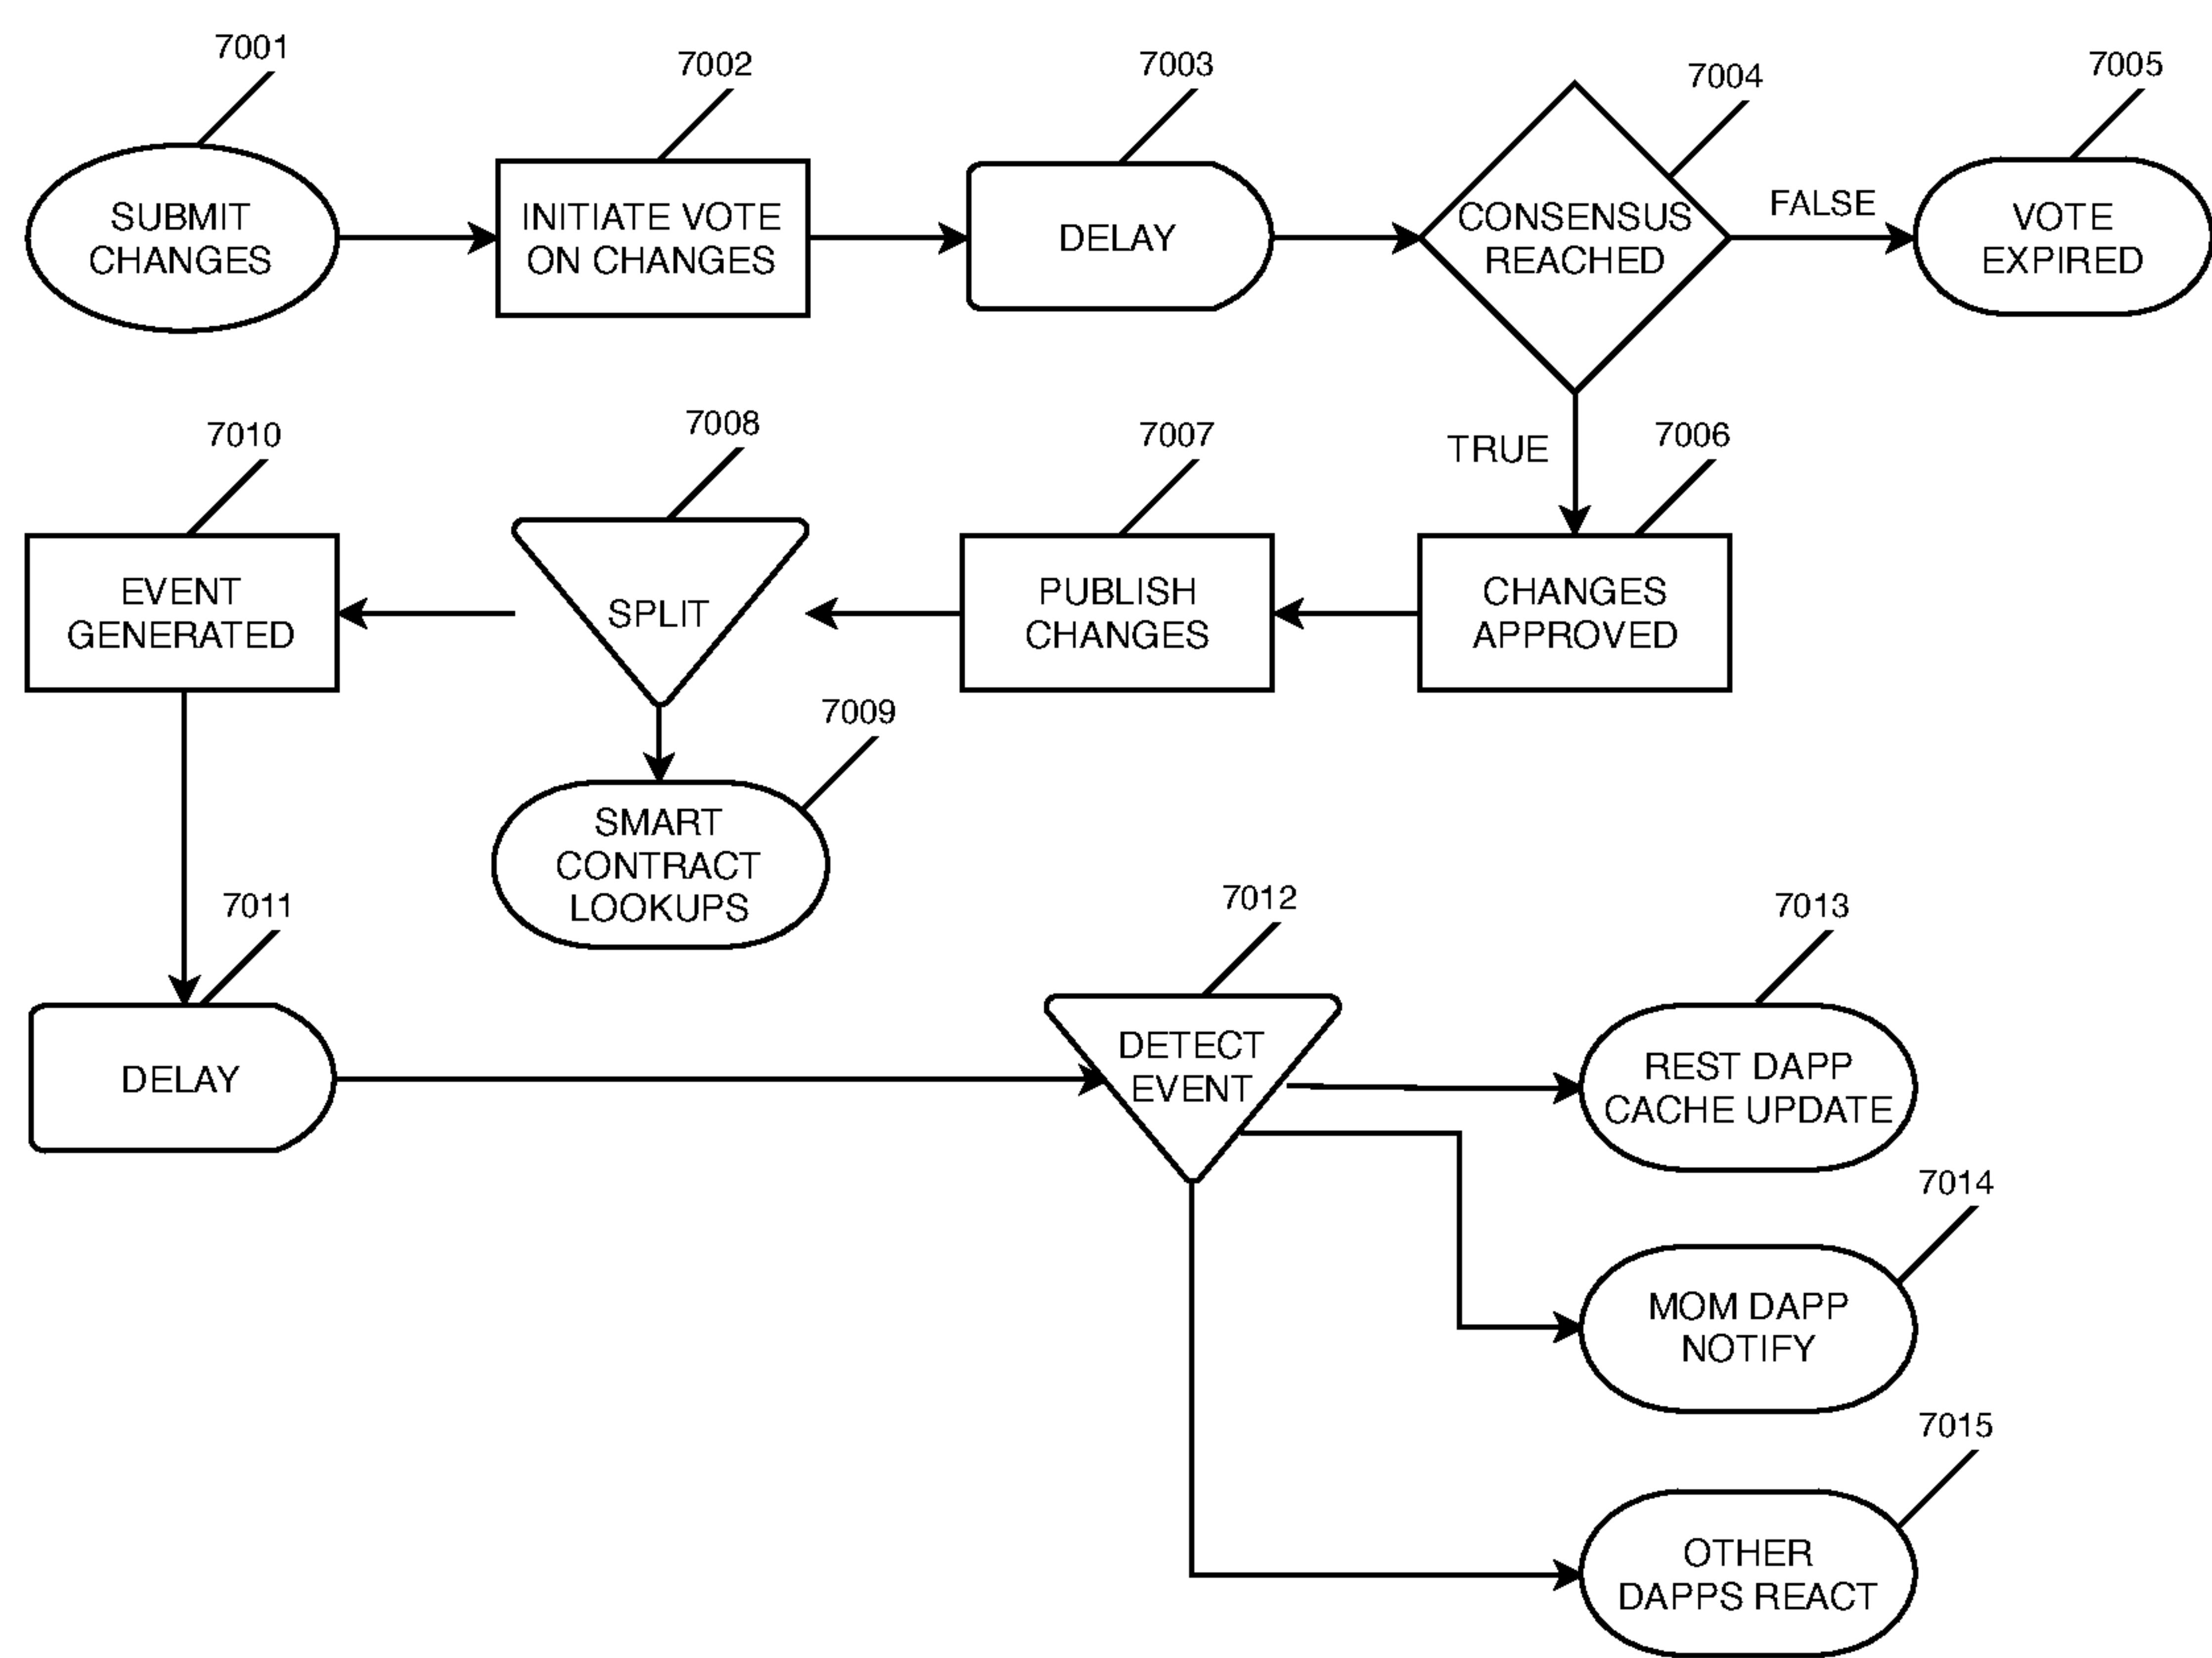 7001
7002
7003
7004
7005
SUBMIT
CHANGES
INITIATE VOTE
ON CHANGES
DELAY
CONSENSUS
REACHED
FALSE
VOTE
EXPIRED
7010
7008
7007
TRUE
7006
EVENT
GENERATED
SPLIT
PUBLISH
CHANGES
CHANGES
APPROVED
7009
SMART
CONTRACT
LOOKUPS
7011
7012
7013
DELAY
DETECT
EVENT
REST DAPP
CACHE UPDATE
7014
MOM DAPP
NOTIFY
7015
OTHER
DAPPS REACT